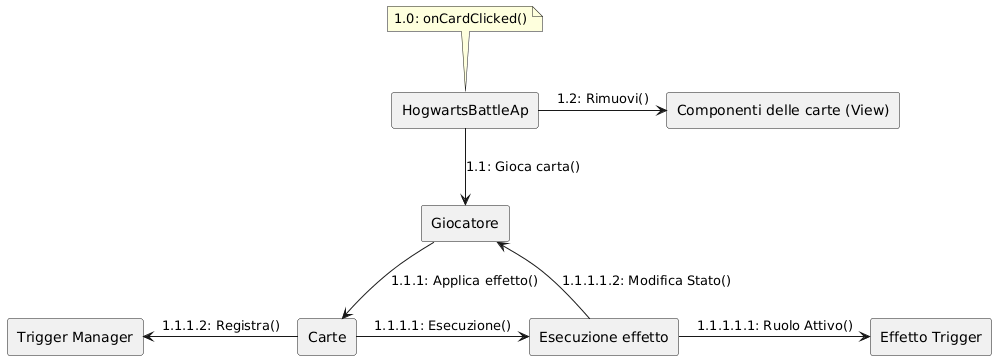 1.0: onCardClicked()
HogwartsBattleAp
1.2: Rimuovi()
Componenti delle carte (View)
1.1: Gioca carta()
Giocatore
1.1.1: Applica effetto()
1.1.1.1.2: Modifica Stato()
Trigger Manager
1.1.1.2: Registra()
Carte
1.1.1.1: Esecuzione()
Esecuzione effetto
1.1.1.1.1: Ruolo Attivo()
Effetto Trigger